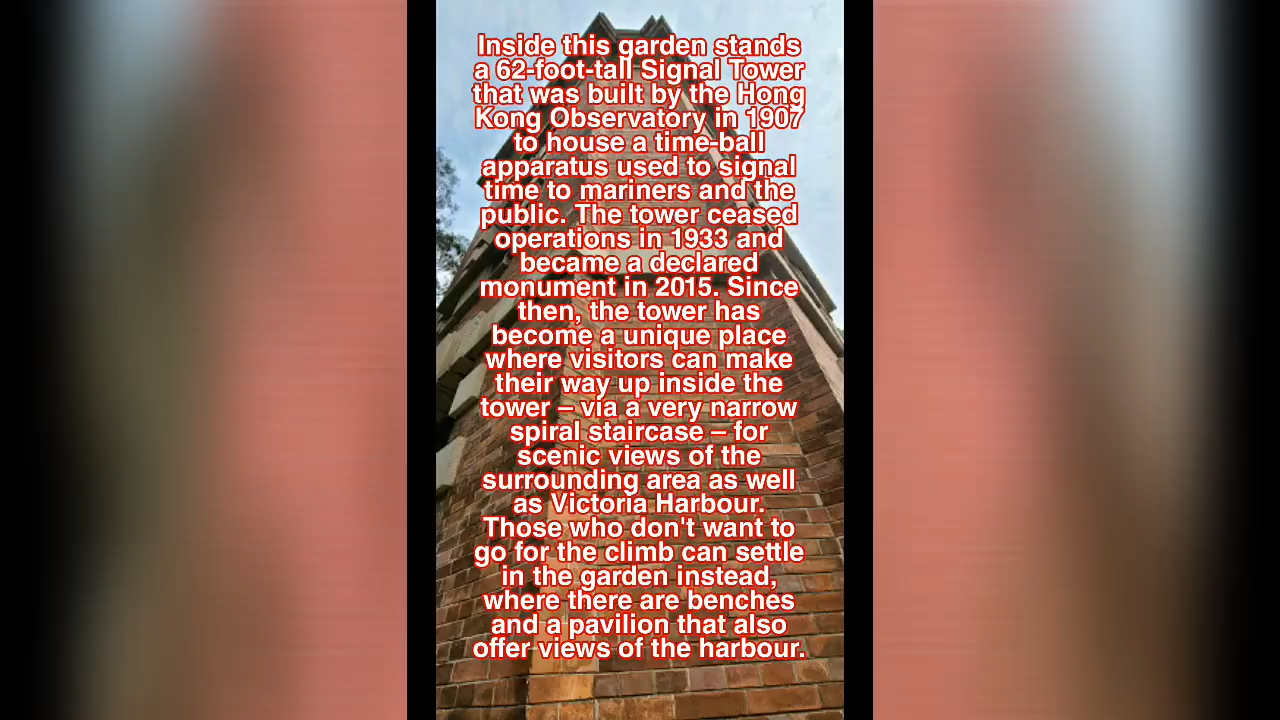 Inside this garden stands
a 62-foot-tall Signal Tower
that was built by the Hong
Kong Observatory in 1907
to house a time-ball
apparatus used to signal
time to mariners and the
public. The tower ceased
operations in 1933 and
became a declared
monument in 2015. Since
then, the tower has
become a unique place
where visitors can make
their way up inside the
tower – via a very narrow
spiral staircase – for
scenic views of the
surrounding area as well
as Victoria Harbour.
Those who don't want to
go for the climb can settle
in the garden instead,
where there are benches
and a pavilion that also
offer views of the harbour.